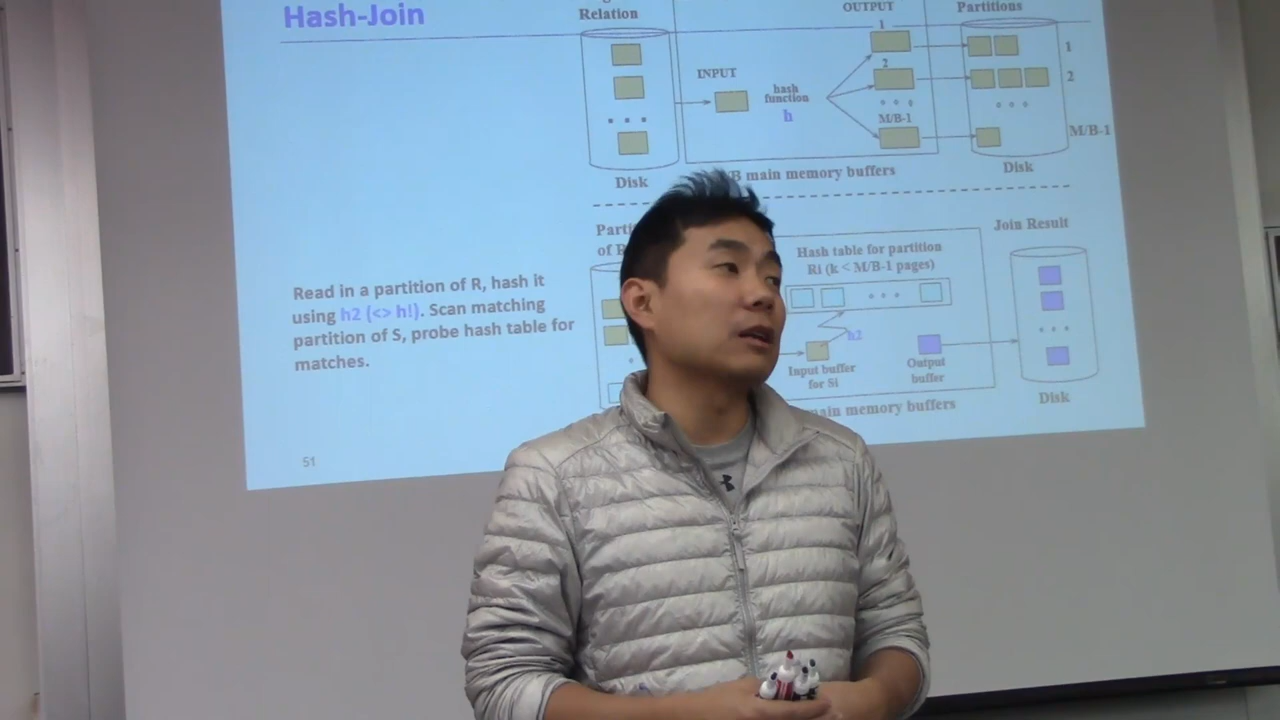 Hash-Join
Relation
OUTPUT
Partitions
1
INPUT
hash
function
h
2
M/B-1
1
2
M/B-1
Disk
B main memory buffers
Disk
Parti
of R
Hash table for partition
Ri (k < M/B-1 pages)
Join Result
Read in a partition of R, hash it
using h2 (<> h!). Scan matching
partition of S, probe hash table for
matches.
h2
Input buffer
for Si
Output
buffer
main memory buffers
Disk
51